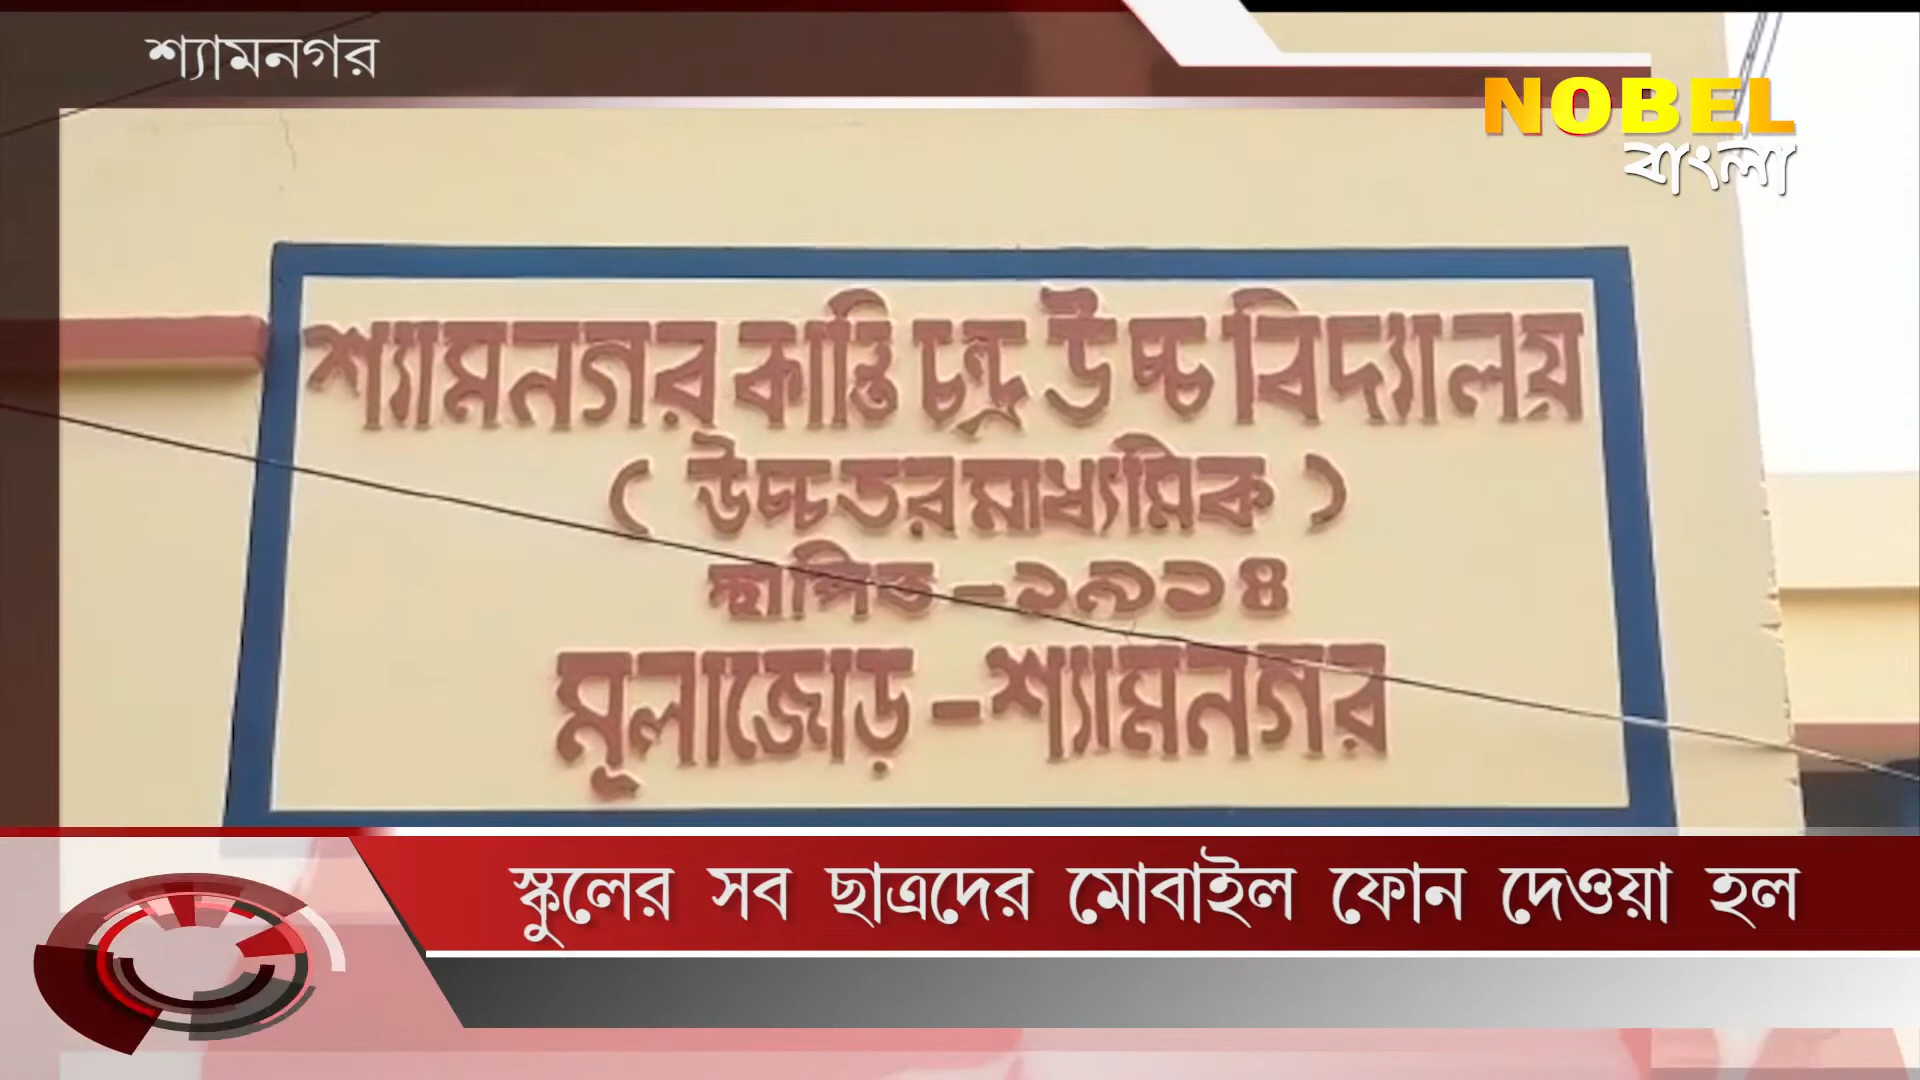 শ্যামনগর
NOBEL
বাংলা
শ্যামনগর কান্তি চন্দ্র উচ্চ বিদ্যালয়
( উচ্চতর মাধ্যমিক )
স্থাপিত - ১৯১৪
মূলাজোড় - শ্যামনগর
স্কুলের সব ছাত্রদের মোবাইল ফোন দেওয়া হল